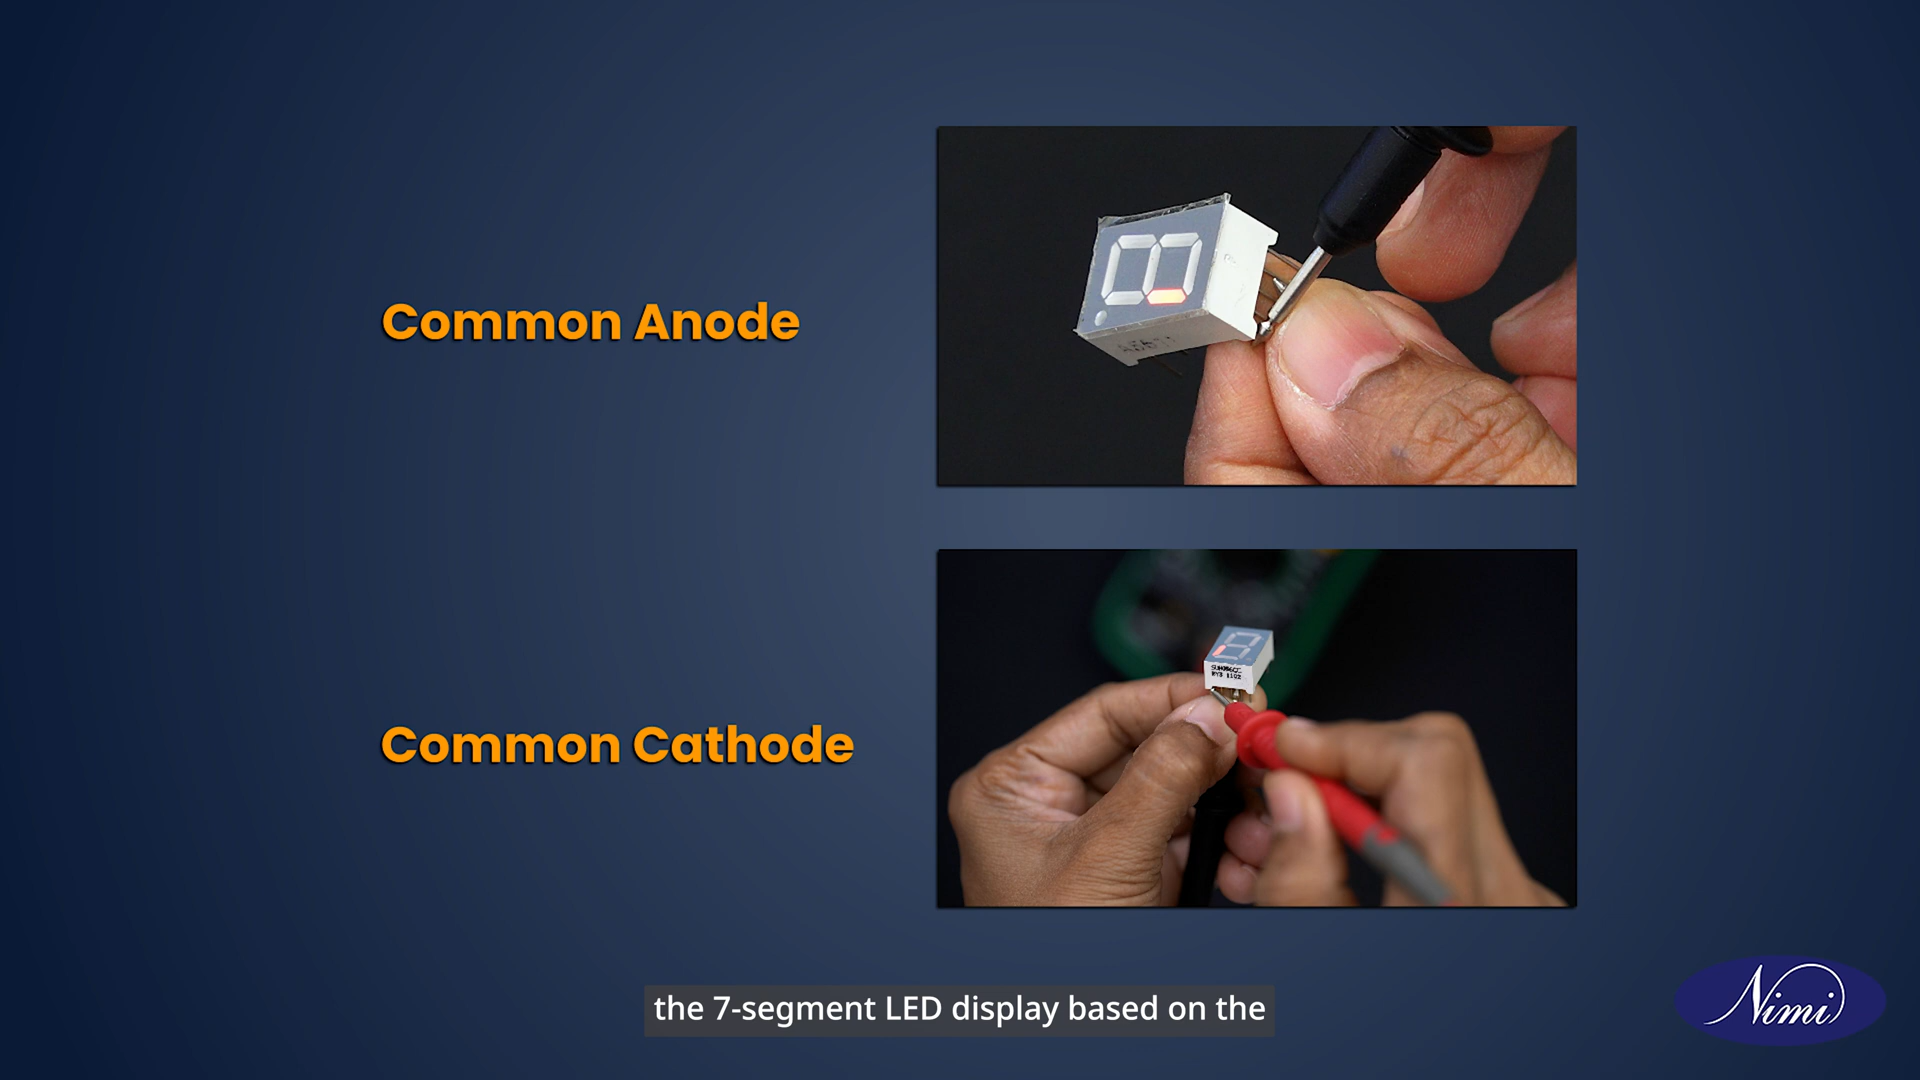 Common Anode
Common Cathode
the 7-segment LED display based on the
Nimi